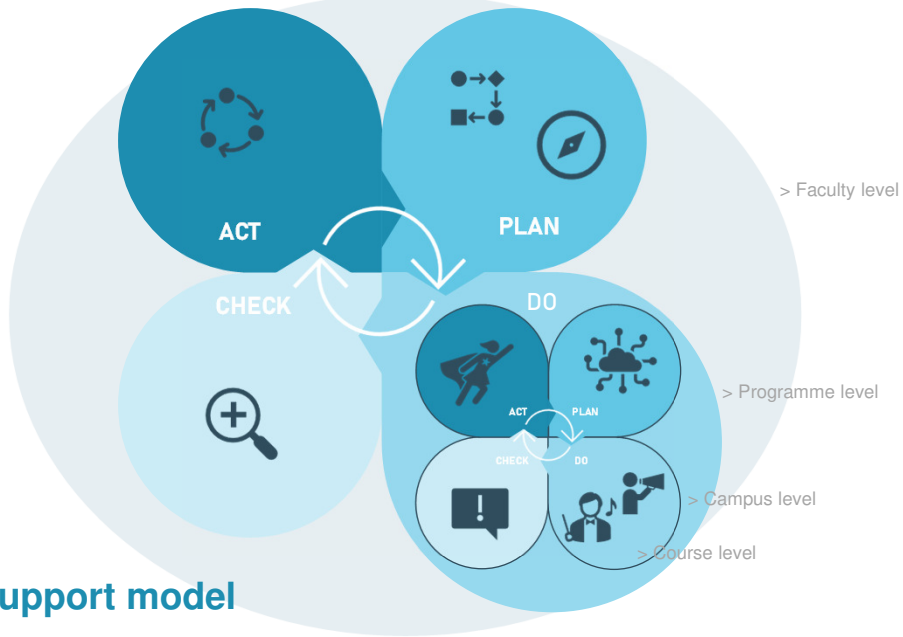 > Faculty level
ACT
PLAN
CHECK
DO
> Programme level
ACT
PLAN
CHECK
DO
> Campus level
> Course level
upport model